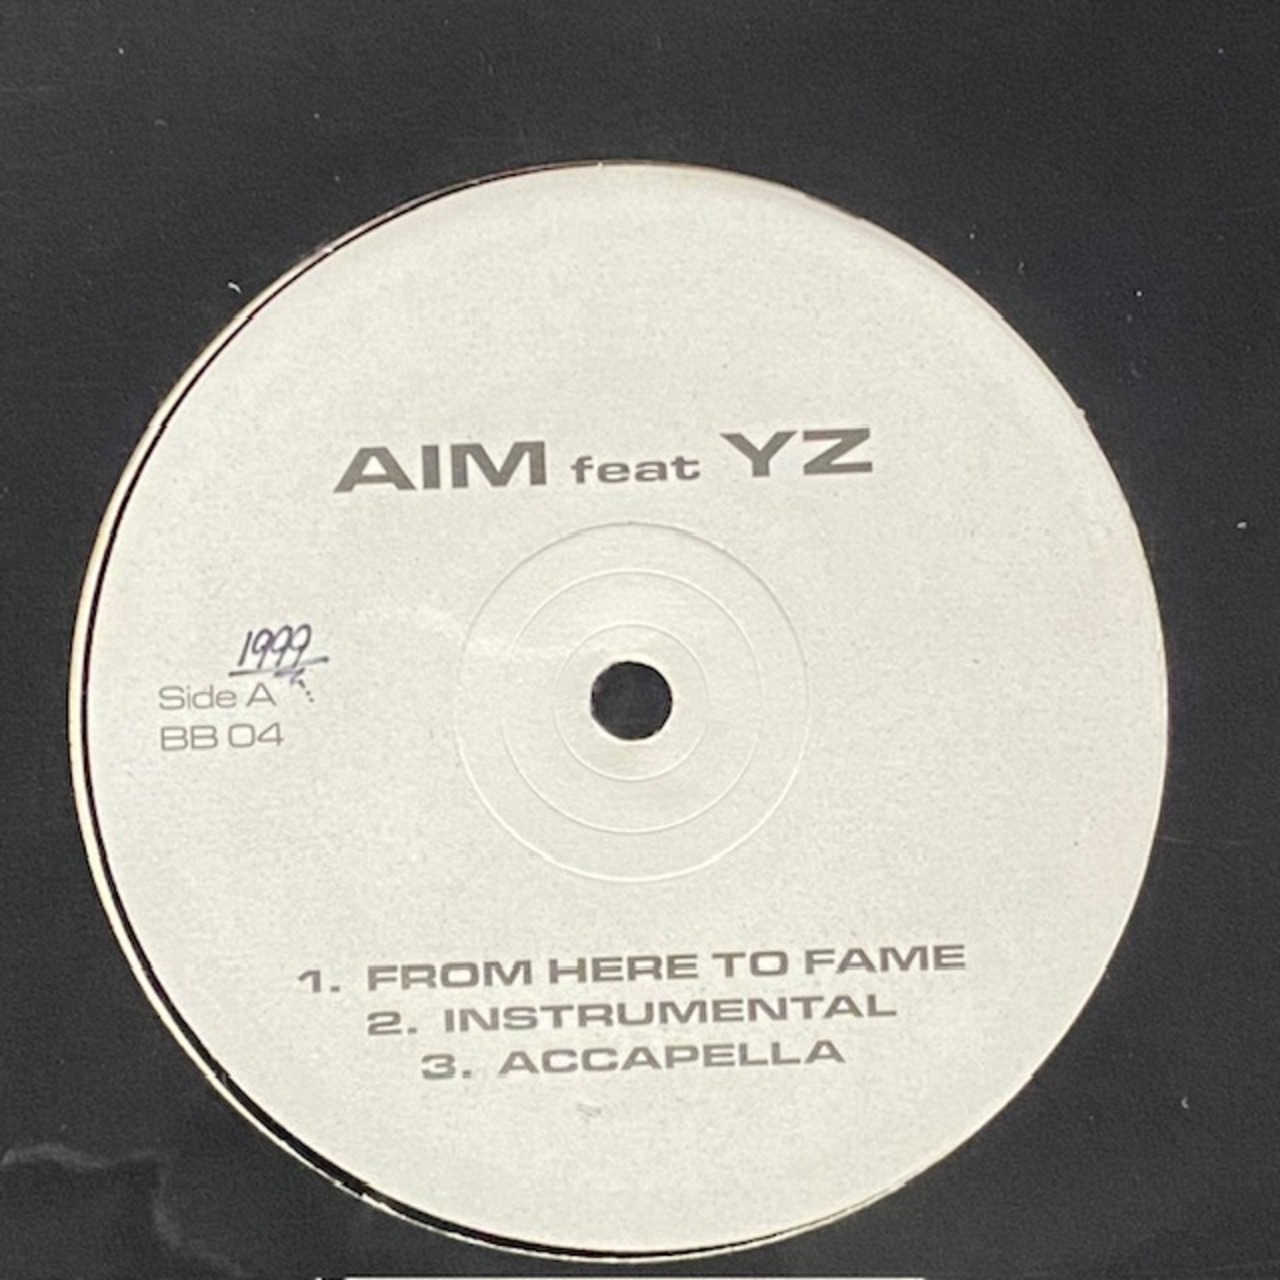 AIM feat YZ
1999
Side A
BB 04
1. FROM HERE TO FAME
2. INSTRUMENTAL
3. ACCAPELLA